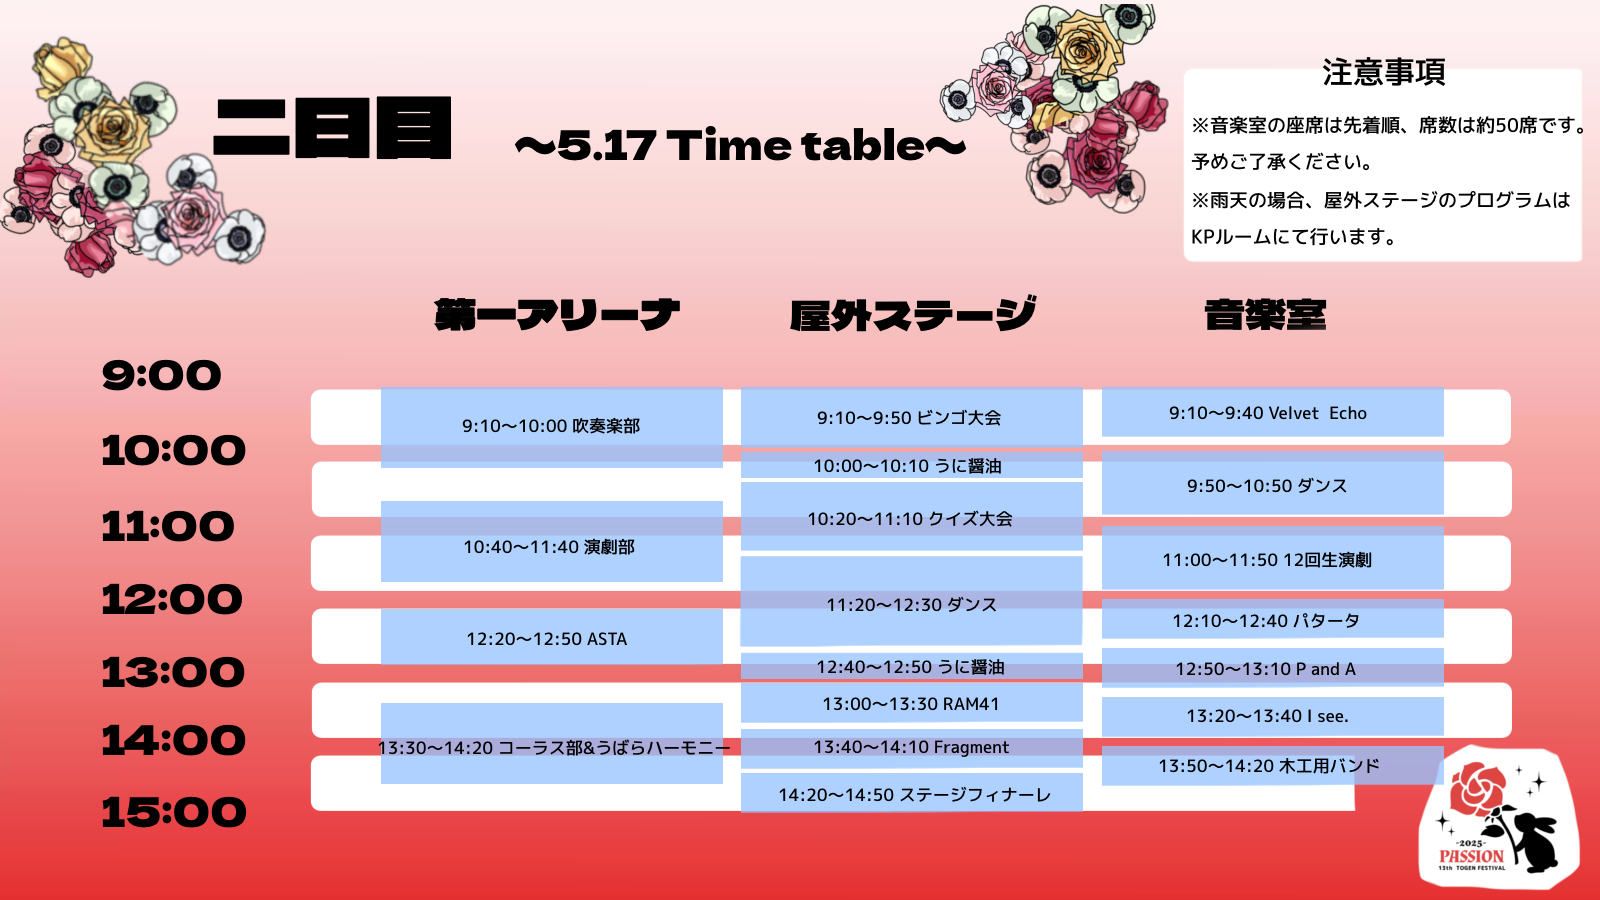 二日目
〜5.17 Time table〜
注意事項
※音楽室の座席は先着順、席数は約50席です。
予めご了承ください。
※雨天の場合、屋外ステージのプログラムは
KPルームにて行います。
第一アリーナ
屋外ステージ
音楽室
9:00
10:00
11:00
12:00
13:00
14:00
15:00
9:10〜10:00 吹奏楽部
10:40〜11:40 演劇部
12:20〜12:50 ASTA
13:30〜14:20 コーラス部&うばらハーモニー
9:10〜9:50 ビンゴ大会
10:00〜10:10 うに醤油
10:20〜11:10 クイズ大会
11:20〜12:30 ダンス
12:40〜12:50 うに醤油
13:00〜13:30 RAM41
13:40〜14:10 Fragment
14:20〜14:50 ステージフィナーレ
9:10〜9:40 Velvet Echo
9:50〜10:50 ダンス
11:00〜11:50 12回生演劇
12:10〜12:40 パタータ
12:50〜13:10 P and A
13:20〜13:40 I see.
13:50〜14:20 木工用バンド
-2025-
PASSION
13th TOGEN FESTIVAL